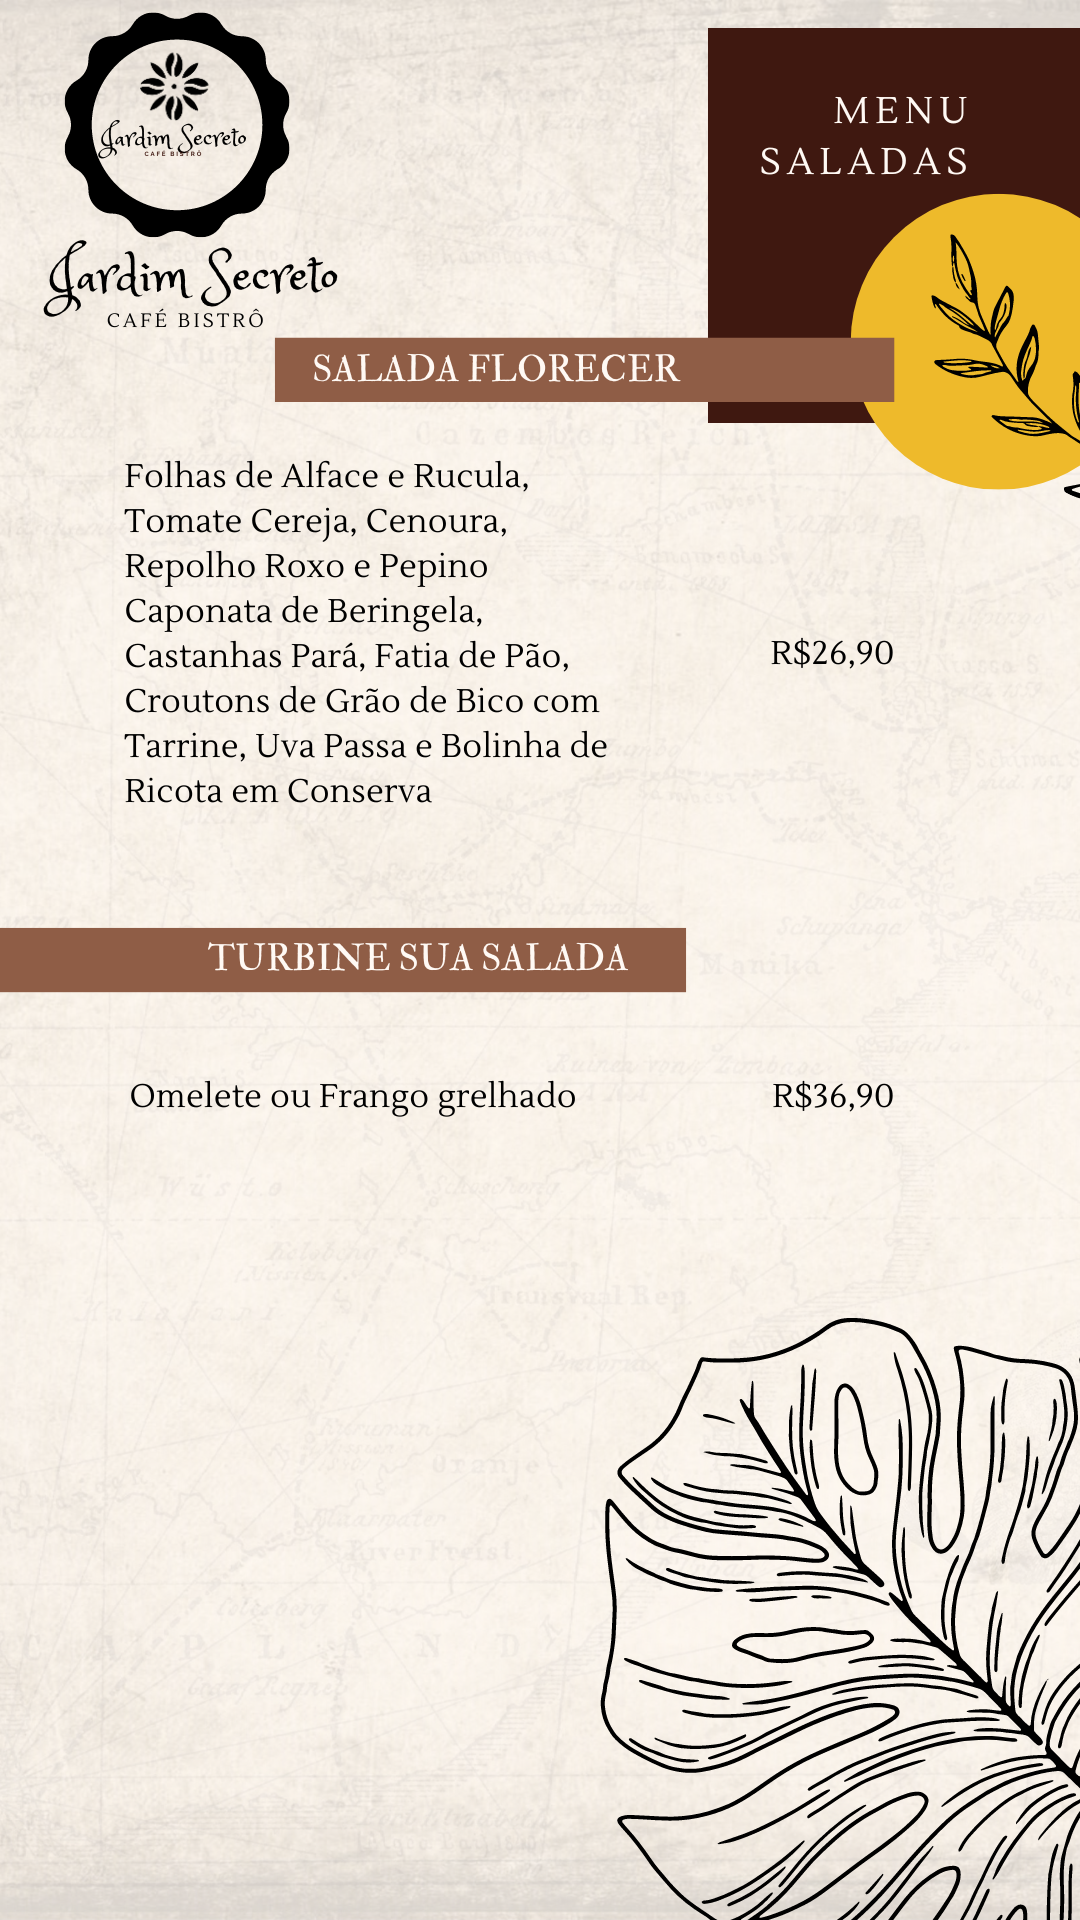 Jardim Secreto
CAFÉ BISTRÔ
Jardim Secreto
CAFÉ BISTRÔ
MENU
SALADAS
SALADA FLORECER
Folhas de Alface e Rucula,
Tomate Cereja, Cenoura,
Repolho Roxo e Pepino
Caponata de Beringela,
Castanhas Pará, Fatia de Pão,
Croutons de Grão de Bico com
Tarrine, Uva Passa e Bolinha de
Ricota em Conserva
R$26,90
TURBINE SUA SALADA
Omelete ou Frango grelhado
R$36,90